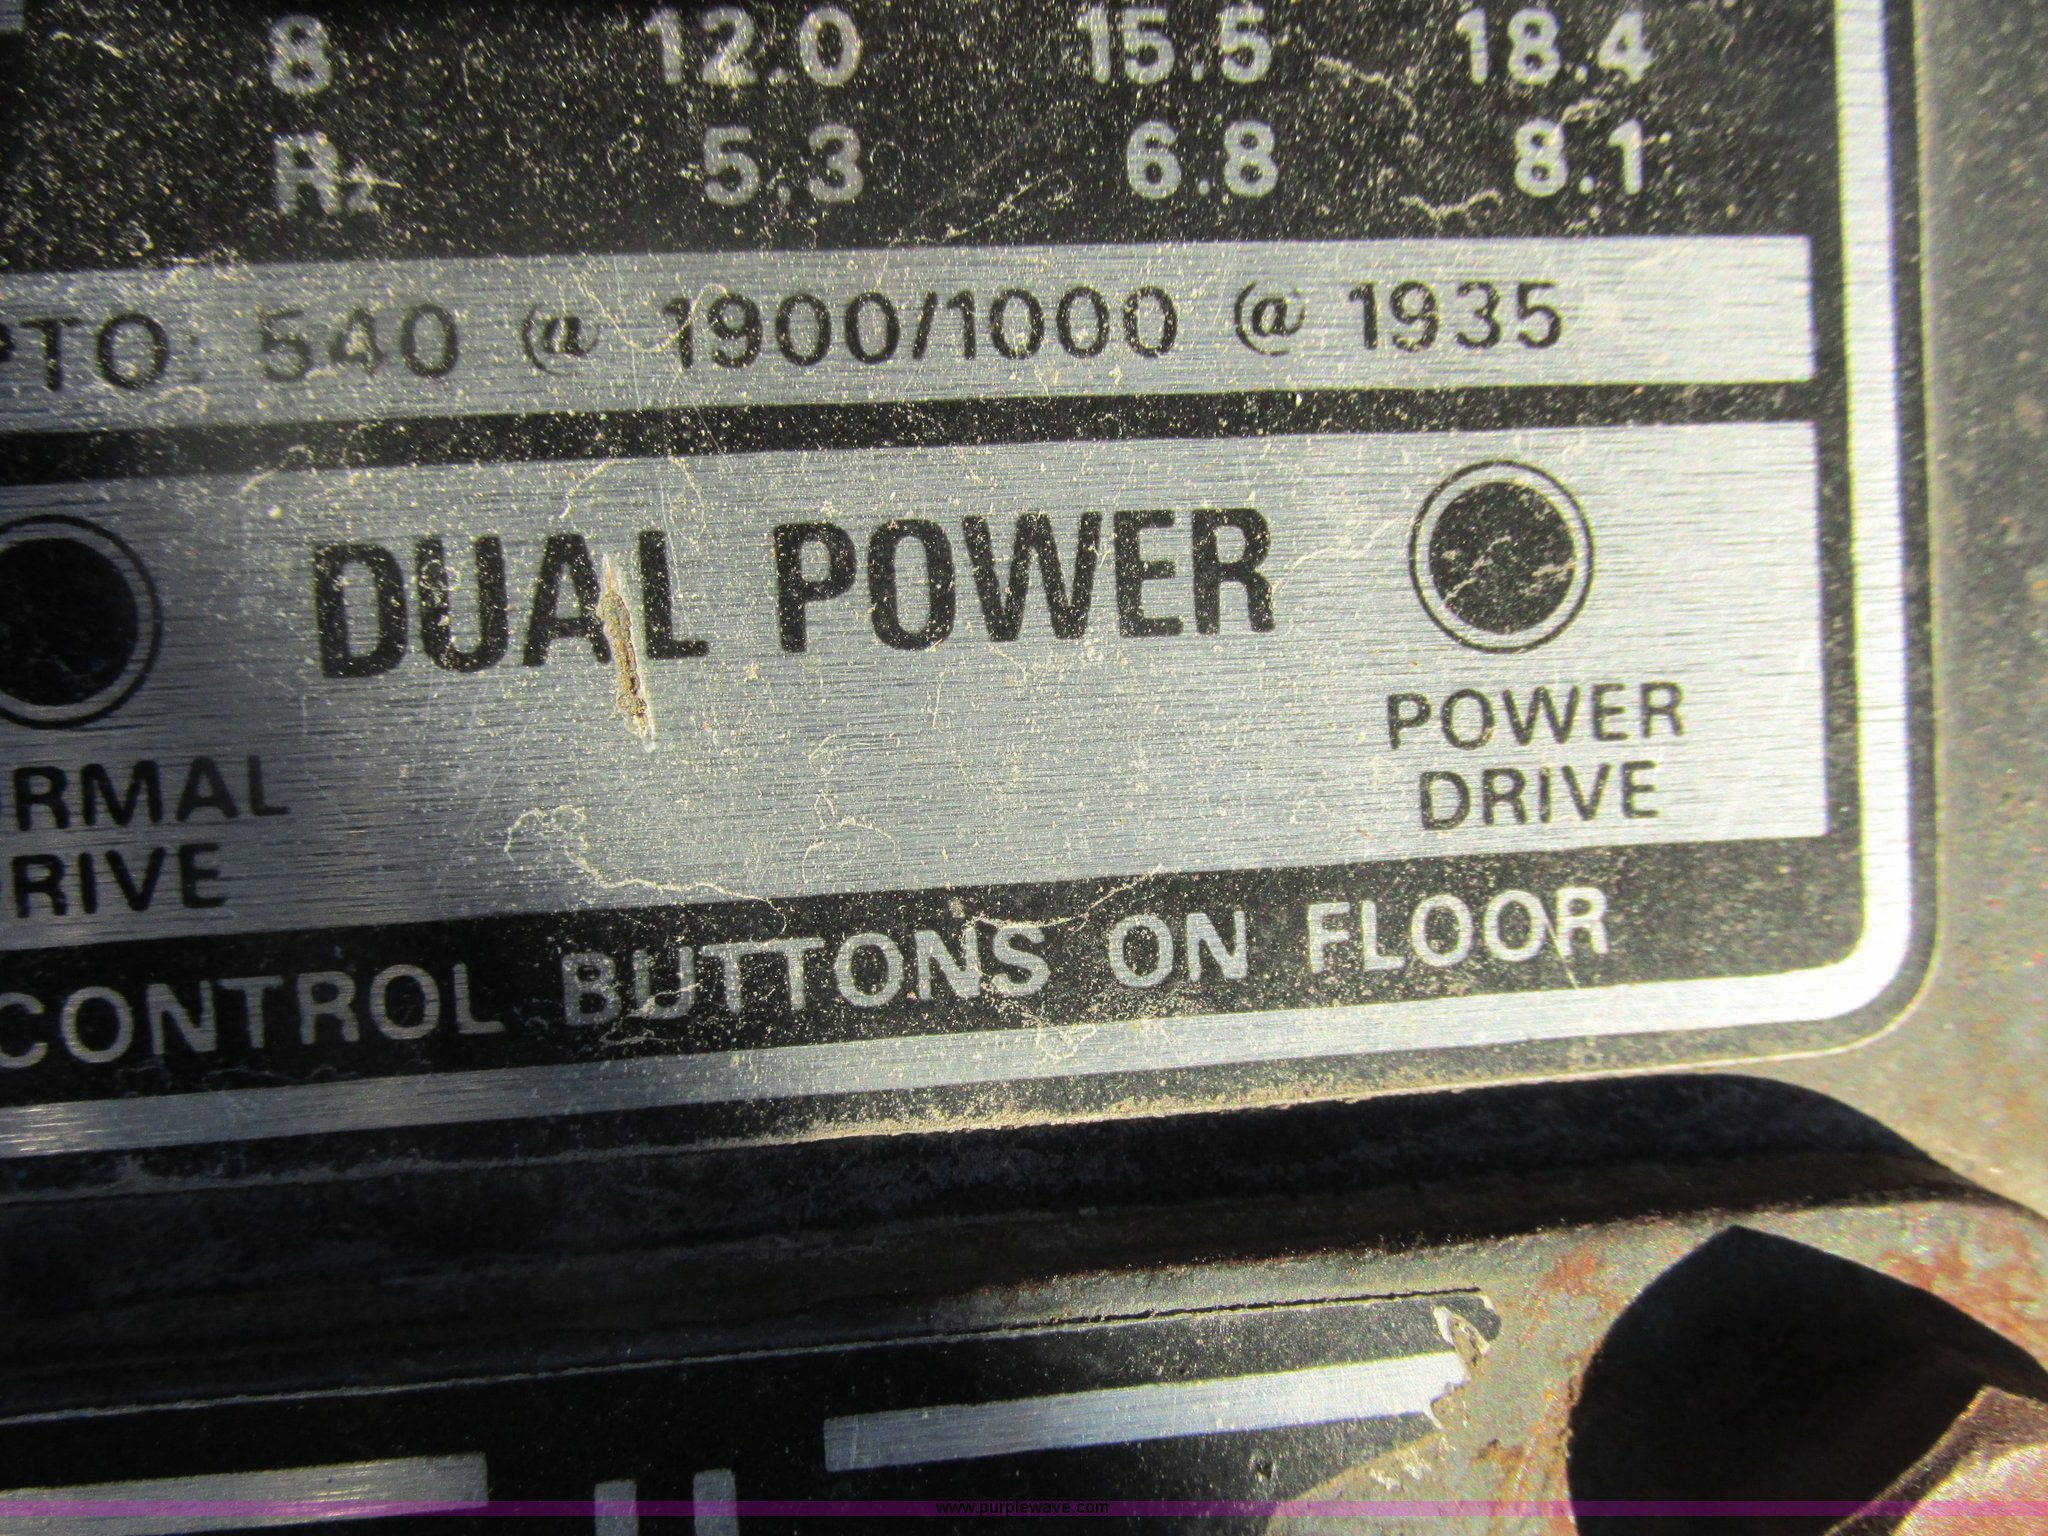 8 12.0 15.5 18.4
R2 5.3 6.8 8.1
PTO: 540 @ 1900/1000 @ 1935
DUAL POWER
ORMAL
RIVE
POWER
DRIVE
CONTROL BUTTONS ON FLOOR
www.purplewave.com